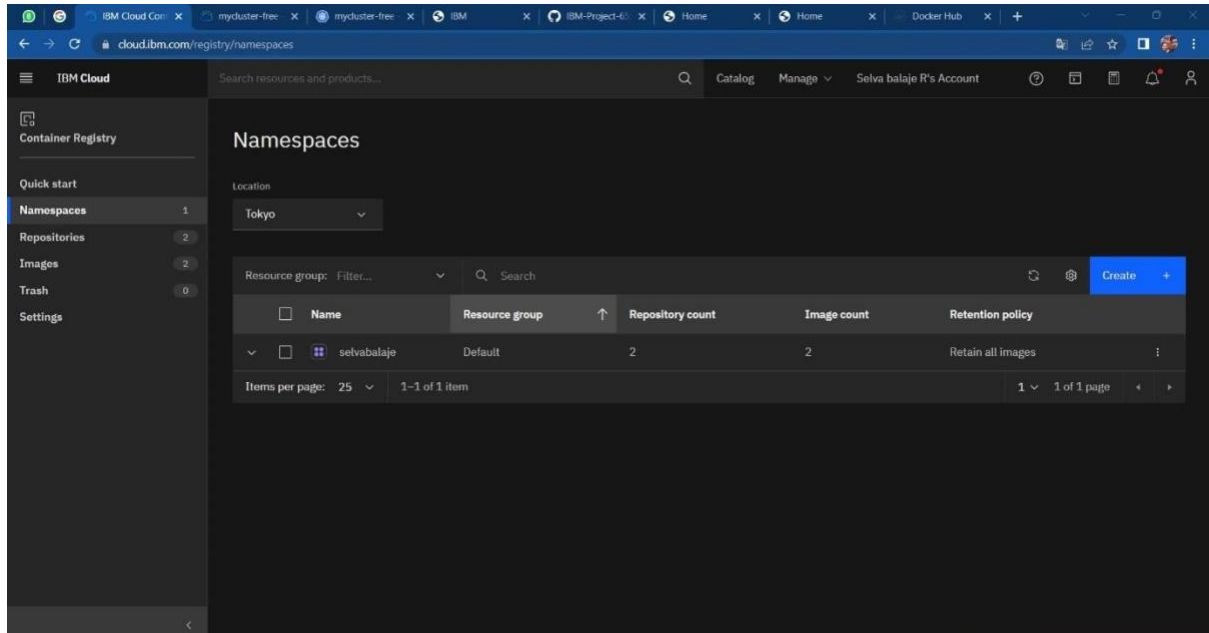 IBM Cloud Con
mycluster-free
mycluster-free
IBM
IBM-Project-65
Home
Home
Docker Hub
cloud.ibm.com/registry/namespaces
IBM Cloud
Search resources and products...
Catalog
Manage
Selva balaje R's Account
Container Registry
Quick start
Namespaces 1
Repositories 2
Images 2
Trash 0
Settings
Namespaces
Location
Tokyo
Resource group: Filter...
Search
Create +
Name Resource group Repository count Image count Retention policy
selvabalaje Default 2 2 Retain all images
Items per page: 25 1–1 of 1 item 1 1 of 1 page